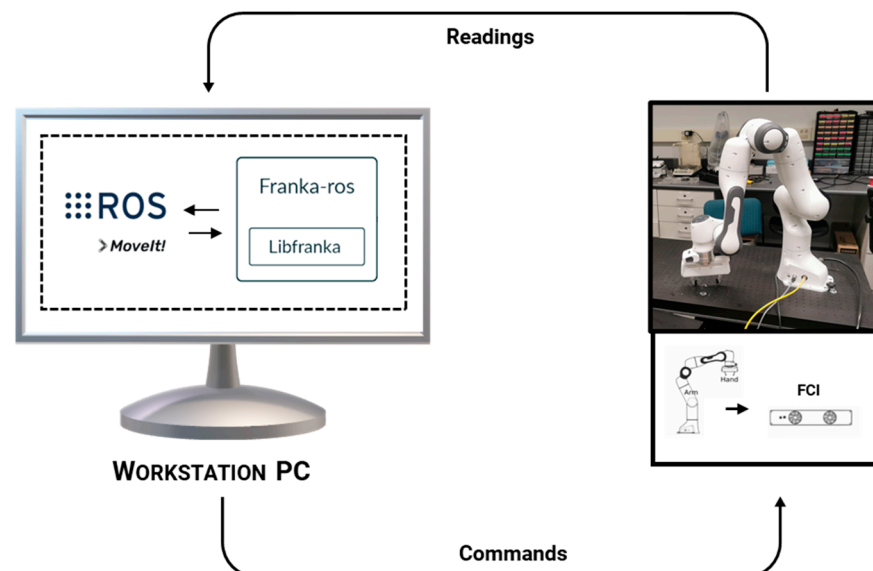 Readings
Franka-ros
ROS
MoveIt!
Libfranka
Hand
Arm
FCI
WORKSTATION PC
Commands